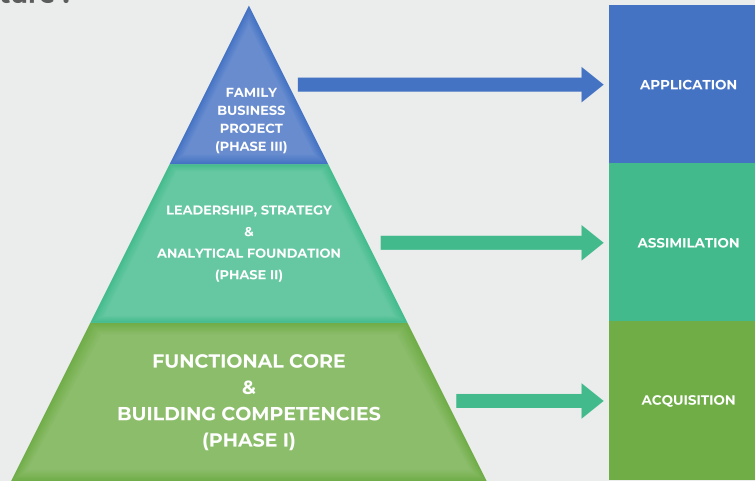 FAMILY
BUSINESS
PROJECT
(PHASE III)
APPLICATION
LEADERSHIP, STRATEGY
&
ANALYTICAL FOUNDATION
(PHASE II)
ASSIMILATION
FUNCTIONAL CORE
&
BUILDING COMPETENCIES
(PHASE I)
ACQUISITION